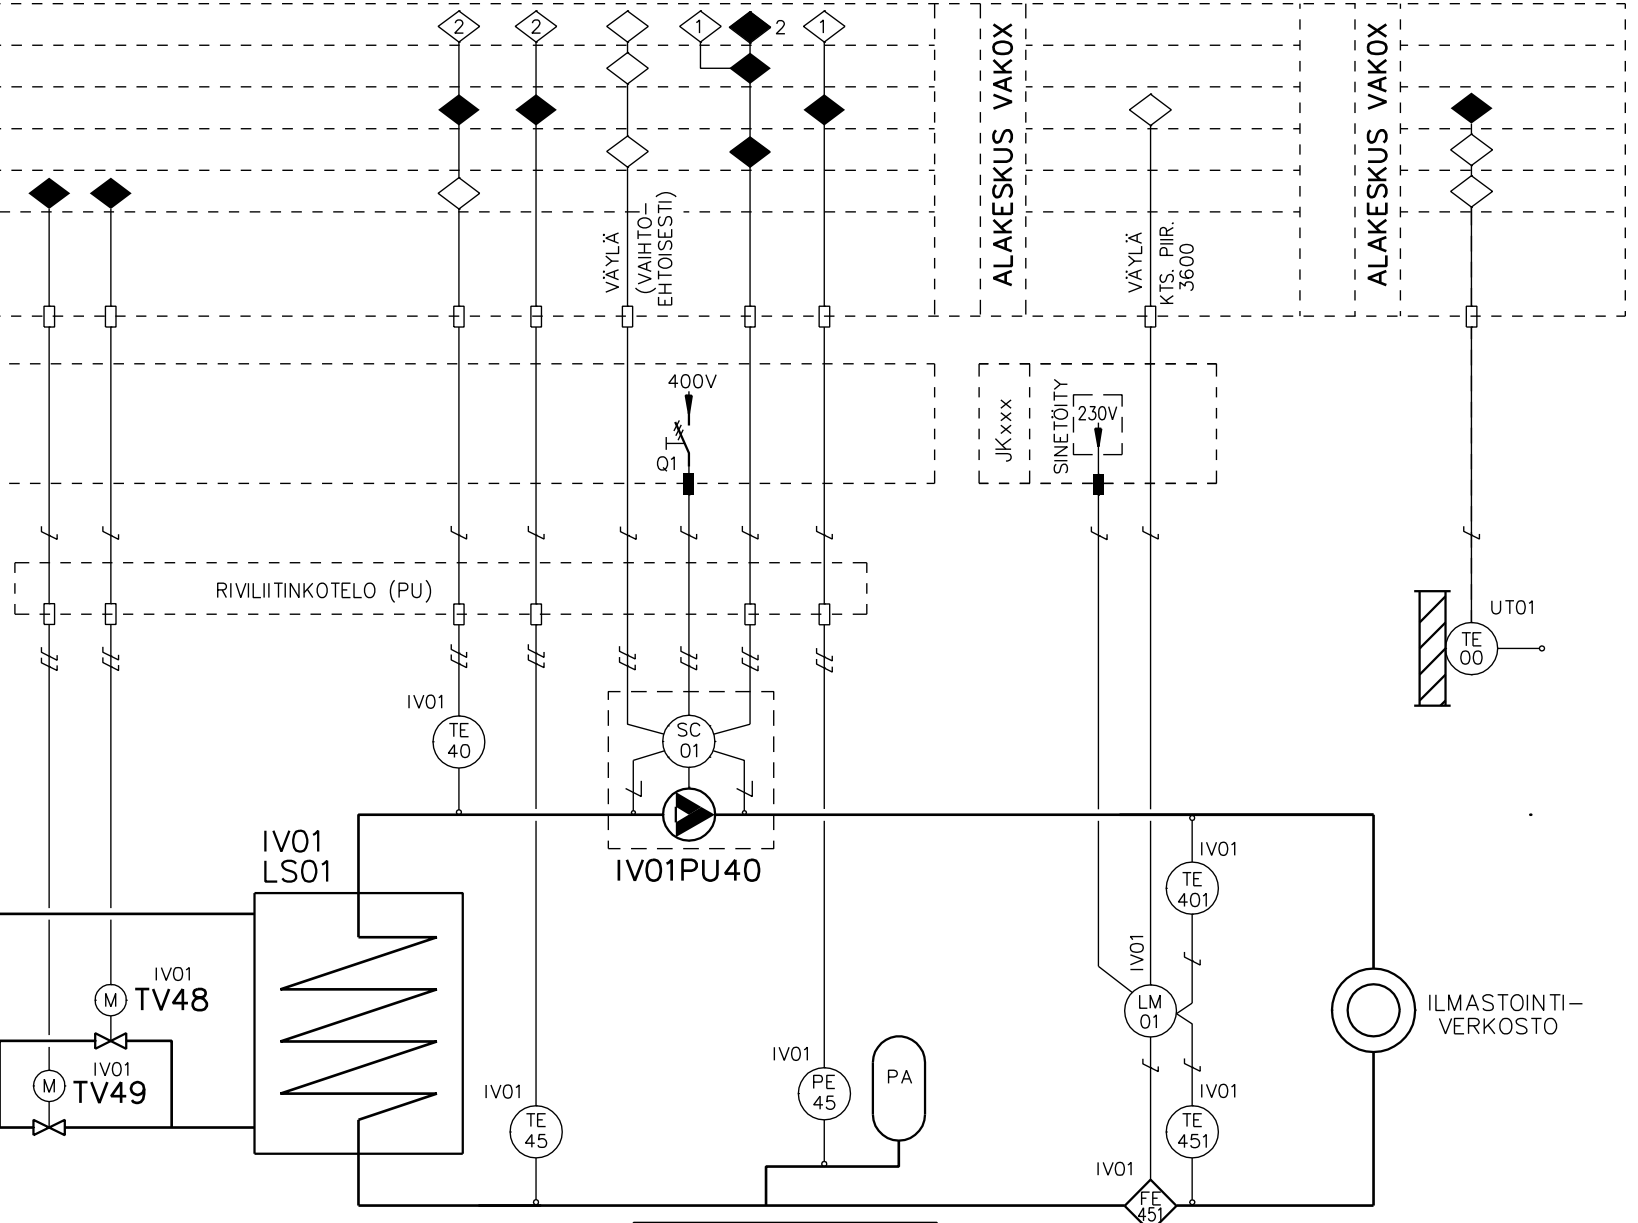 2
2
1
2
1
ALAKESKUS VAKOX
ALAKESKUS VAKOX
VÄYLÄ
(VAIHTO-
EHTOISESTI)
VÄYLÄ
KTS. PIIR.
3600
400V
Q1
JKxxx
SINETÖITY
230V
RIVILIITINKOTELO (PU)
UT01
TE
00
IV01
TE
40
SC
01
IV01
LS01
IV01PU40
IV01
TE
401
IV01
IV01
TV48
M
LM
01
ILMASTOINTI-
VERKOSTO
IV01
TV49
M
IV01
PE
45
PA
IV01
TE
45
IV01
TE
451
IV01
FE
451